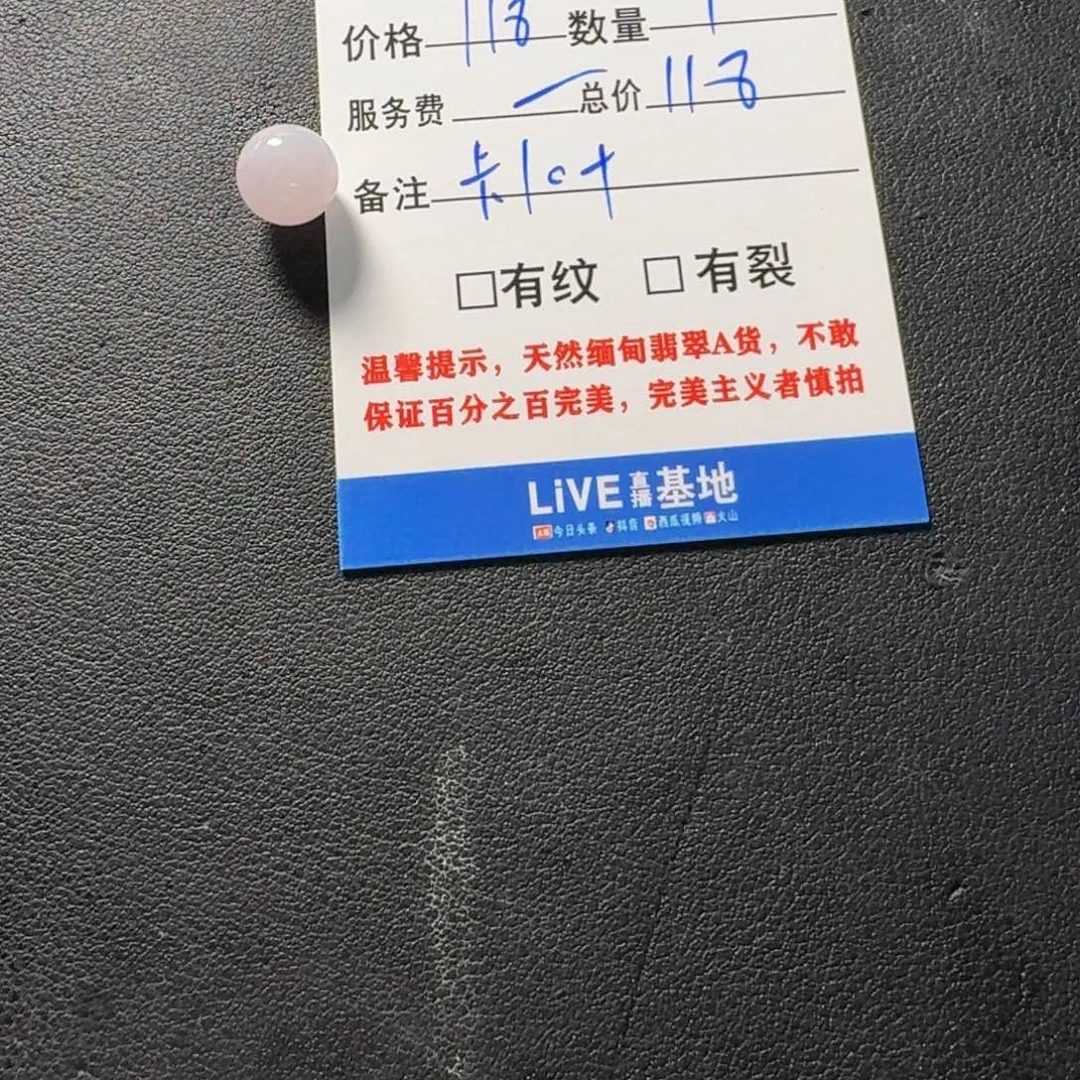 价格 118 数量 1
服务费 — 总价 118
备注 卡10+
□有纹 □有裂
温馨提示，天然缅甸翡翠A货，不敢
保证百分之百完美，完美主义者慎拍
LiVE直播基地
今日头条 抖音 西瓜视频 火山